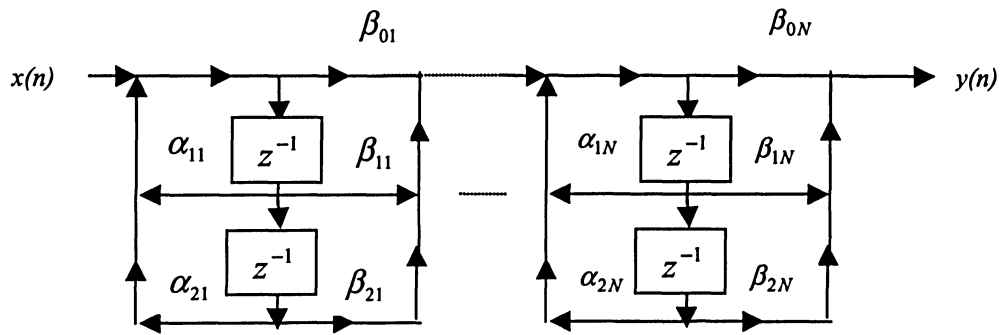 β₀₁ β₀N
x(n) y(n)
α₁₁ z⁻¹ β₁₁ α₁N z⁻¹ β₁N
α₂₁ z⁻¹ β₂₁ α₂N z⁻¹ β₂N